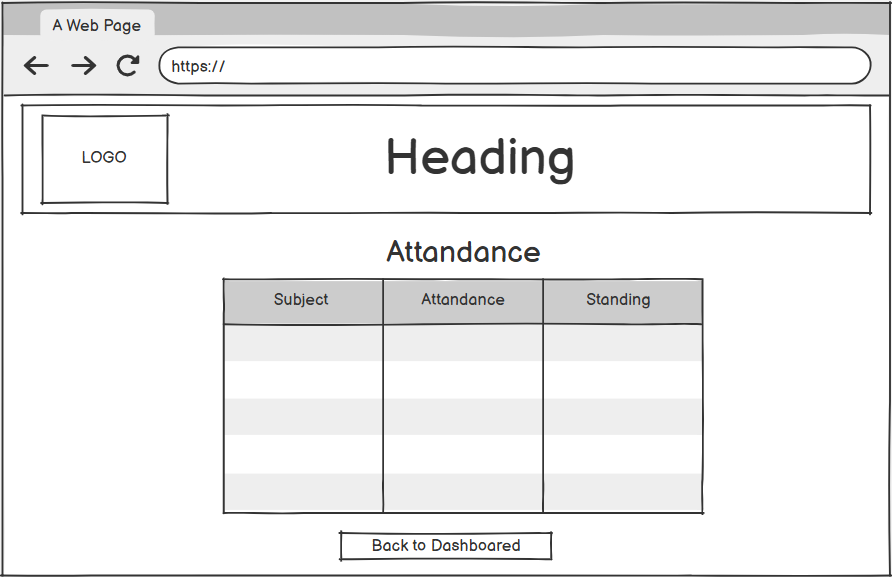 A Web Page
https://
LOGO
Heading
Attandance
Subject Attandance Standing
Back to Dashboared